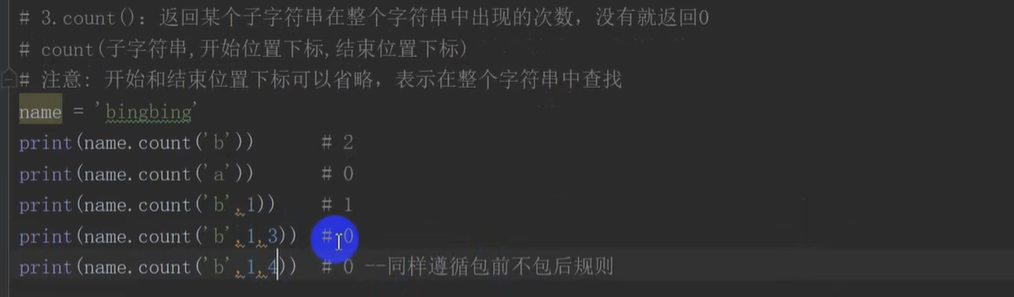 # 3.count()：返回某个子字符串在整个字符串中出现的次数，没有就返回0
# count(子字符串,开始位置下标,结束位置下标)
# 注意: 开始和结束位置下标可以省略，表示在整个字符串中查找
name = 'bingbing'
print(name.count('b'))        # 2
print(name.count('a'))        # 0
print(name.count('b',1))      # 1
print(name.count('b',1,3))  # 0
print(name.count('b',1,4))  # 0 --同样遵循包前不包后规则